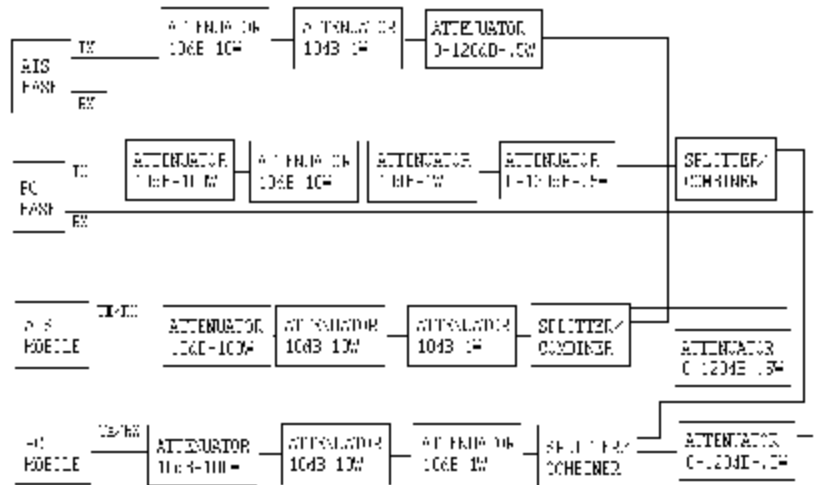 TX
ATTENUATOR
10dB-10W
ATTENUATOR
10dB-1W
ATTENUATOR
0-120dB-.5W
AIS
BASE
RX
TX
ATTENUATOR
10dB-100W
ATTENUATOR
10dB-10W
ATTENUATOR
10dB-1W
ATTENUATOR
0-120dB-.5W
SPLITTER/
COMBINER
BASE
RX
TX/RX
MOBILE
ATTENUATOR
10dB-100W
ATTENUATOR
10dB-10W
ATTENUATOR
10dB-1W
SPLITTER/
COMBINER
ATTENUATOR
0-120dB-.5W
TX/RX
MOBILE
ATTENUATOR
10dB-100W
ATTENUATOR
10dB-10W
ATTENUATOR
10dB-1W
SPLITTER/
COMBINER
ATTENUATOR
0-120dB-.5W